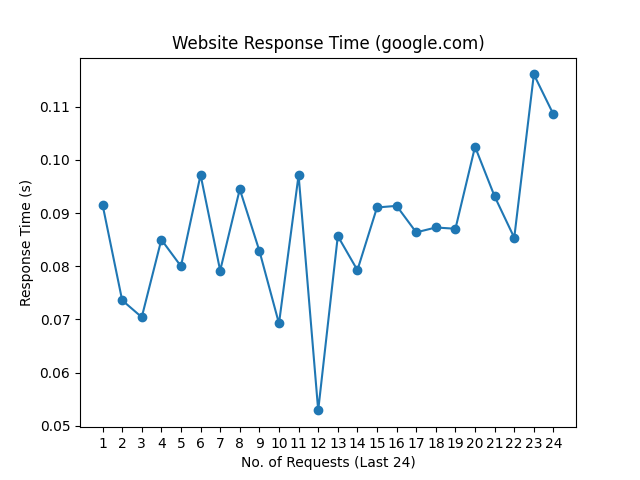 Website Response Time (google.com)
0.11
0.10
0.09
0.08
0.07
0.06
0.05
Response Time (s)
1 2 3 4 5 6 7 8 9 10 11 12 13 14 15 16 17 18 19 20 21 22 23 24
No. of Requests (Last 24)